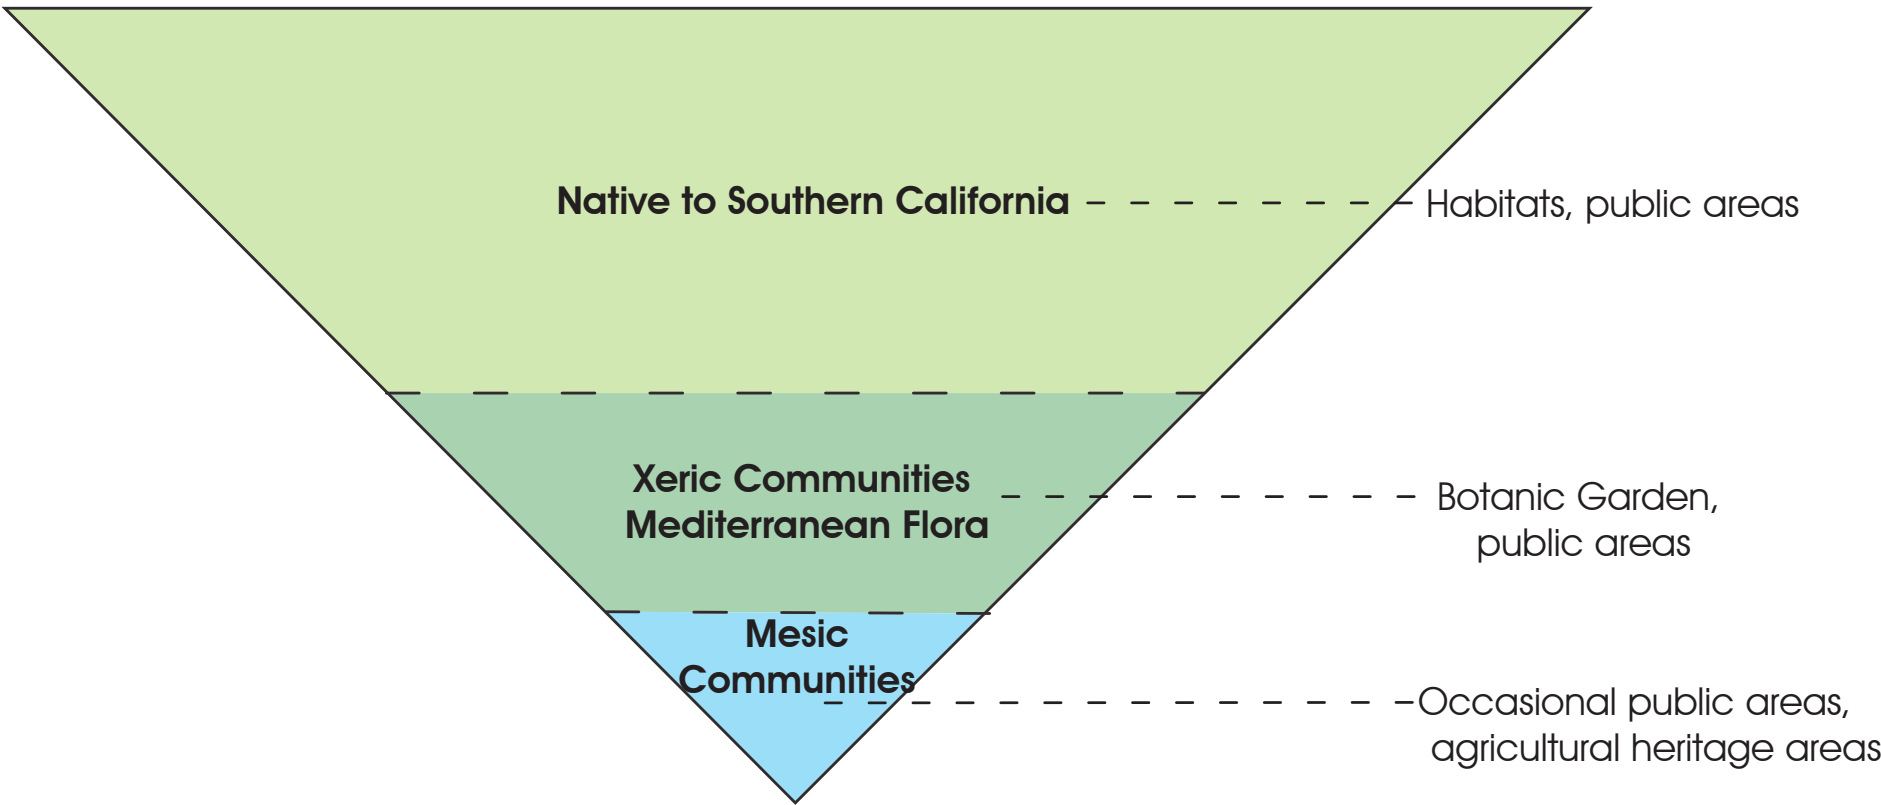 Native to Southern California
Habitats, public areas
Xeric Communities
Mediterranean Flora
Botanic Garden,
public areas
Mesic
Communities
Occasional public areas,
agricultural heritage areas